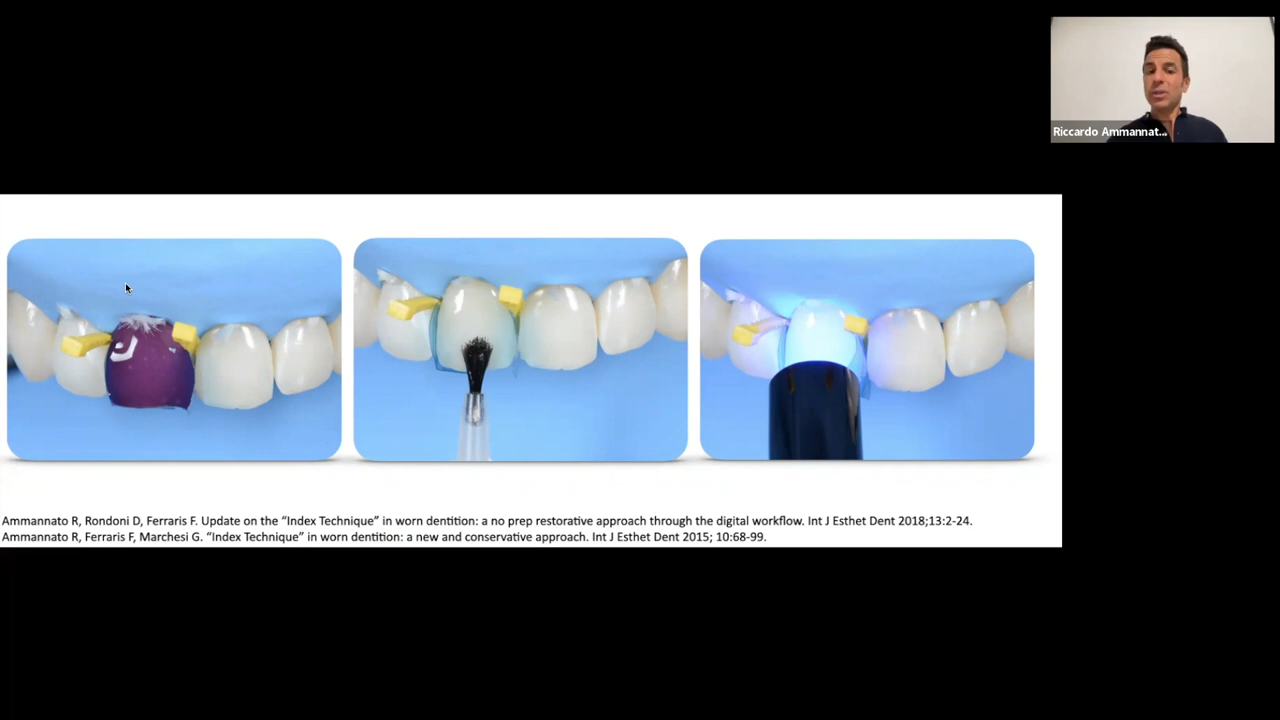 Riccardo Ammannat...
Ammannato R, Rondoni D, Ferraris F. Update on the “Index Technique” in worn dentition: a no prep restorative approach through the digital workflow. Int J Esthet Dent 2018;13:2-24.
Ammannato R, Ferraris F, Marchesi G. “Index Technique” in worn dentition: a new and conservative approach. Int J Esthet Dent 2015; 10:68-99.